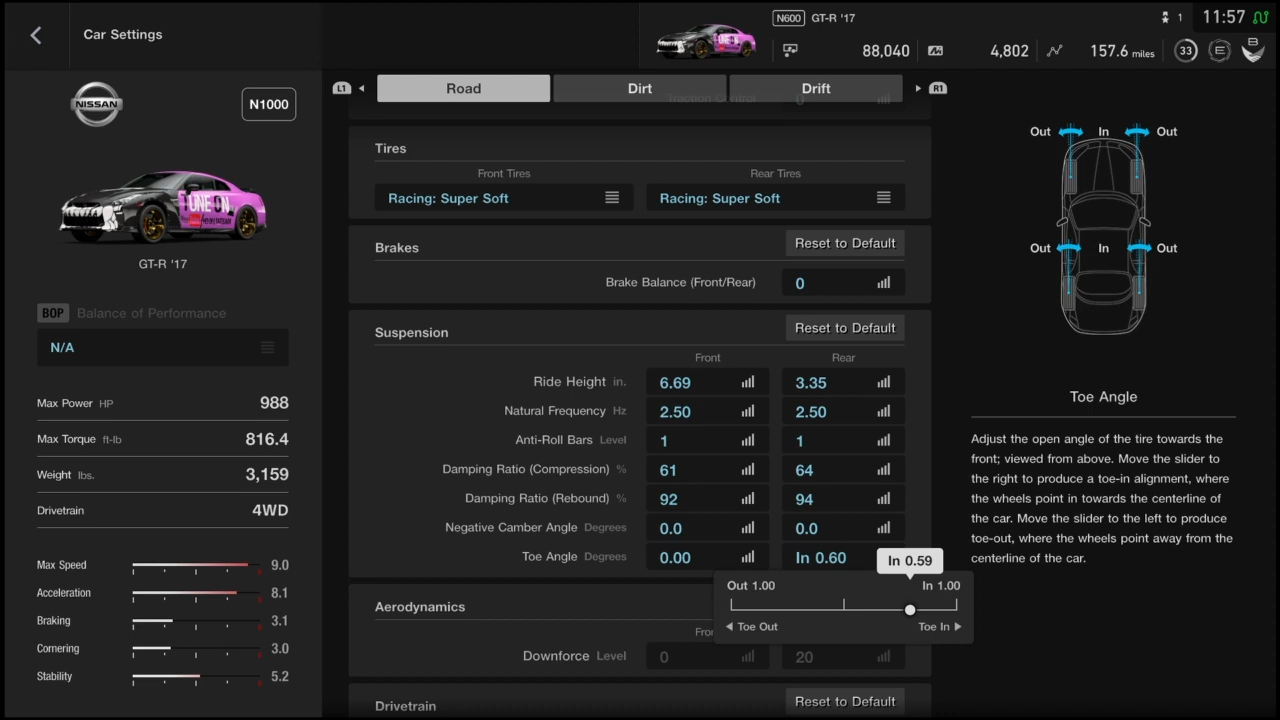 Car Settings
N600 GT-R '17
1 11:57
88,040 4,802 157.6 miles 33 E B
NISSAN
N1000
TUNE ON
GT-R '17
BOP Balance of Performance
N/A
Max Power HP 988
Max Torque ft-lb 816.4
Weight lbs. 3,159
Drivetrain 4WD
Max Speed 9.0
Acceleration 8.1
Braking 3.1
Cornering 3.0
Stability 5.2
L1 Road Dirt Drift R1
Traction Control 0
Tires
Front Tires Rear Tires
Racing: Super Soft Racing: Super Soft
Brakes Reset to Default
Brake Balance (Front/Rear) 0
Suspension Reset to Default
Front Rear
Ride Height in. 6.69 3.35
Natural Frequency Hz 2.50 2.50
Anti-Roll Bars Level 1 1
Damping Ratio (Compression) % 61 64
Damping Ratio (Rebound) % 92 94
Negative Camber Angle Degrees 0.0 0.0
Toe Angle Degrees 0.00 In 0.60
In 0.59
Out 1.00 In 1.00
Toe Out Toe In
Aerodynamics
Fro
Downforce Level 0 20
Drivetrain Reset to Default
Out In Out
Out In Out
Toe Angle
Adjust the open angle of the tire towards the
front; viewed from above. Move the slider to
the right to produce a toe-in alignment, where
the wheels point in towards the centerline of
the car. Move the slider to the left to produce
toe-out, where the wheels point away from the
centerline of the car.